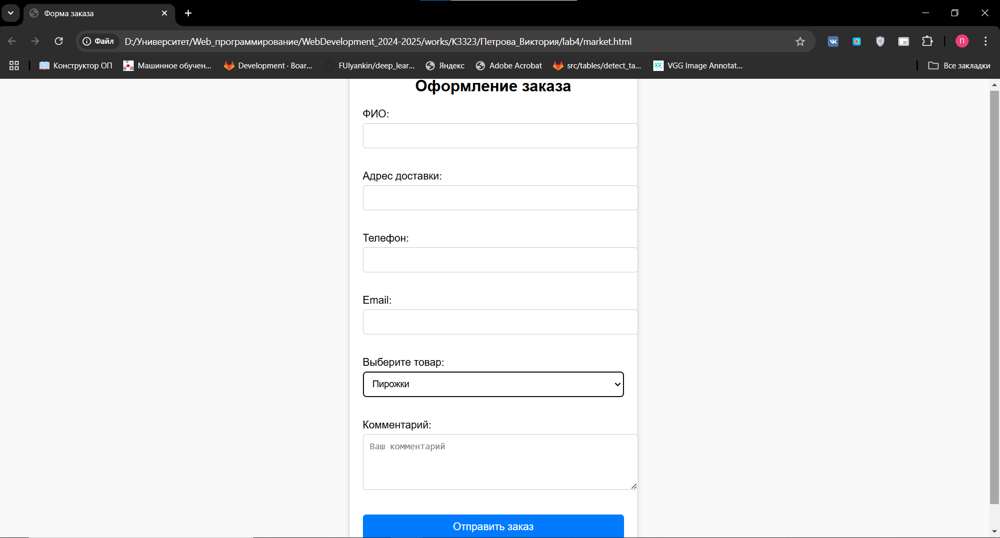 Форма заказа
Файл
D:/Университет/Web_программирование/WebDevelopment_2024-2025/works/K3323/Петрова_Виктория/lab4/market.html
П
Конструктор ОП
Машинное обучен...
Development · Boar...
FUlyankin/deep_lear...
Яндекс
Adobe Acrobat
src/tables/detect_ta...
VGG Image Annotat...
Все закладки
Оформление заказа
ФИО:
Адрес доставки:
Телефон:
Email:
Выберите товар:
Пирожки
Комментарий:
Ваш комментарий
Отправить заказ